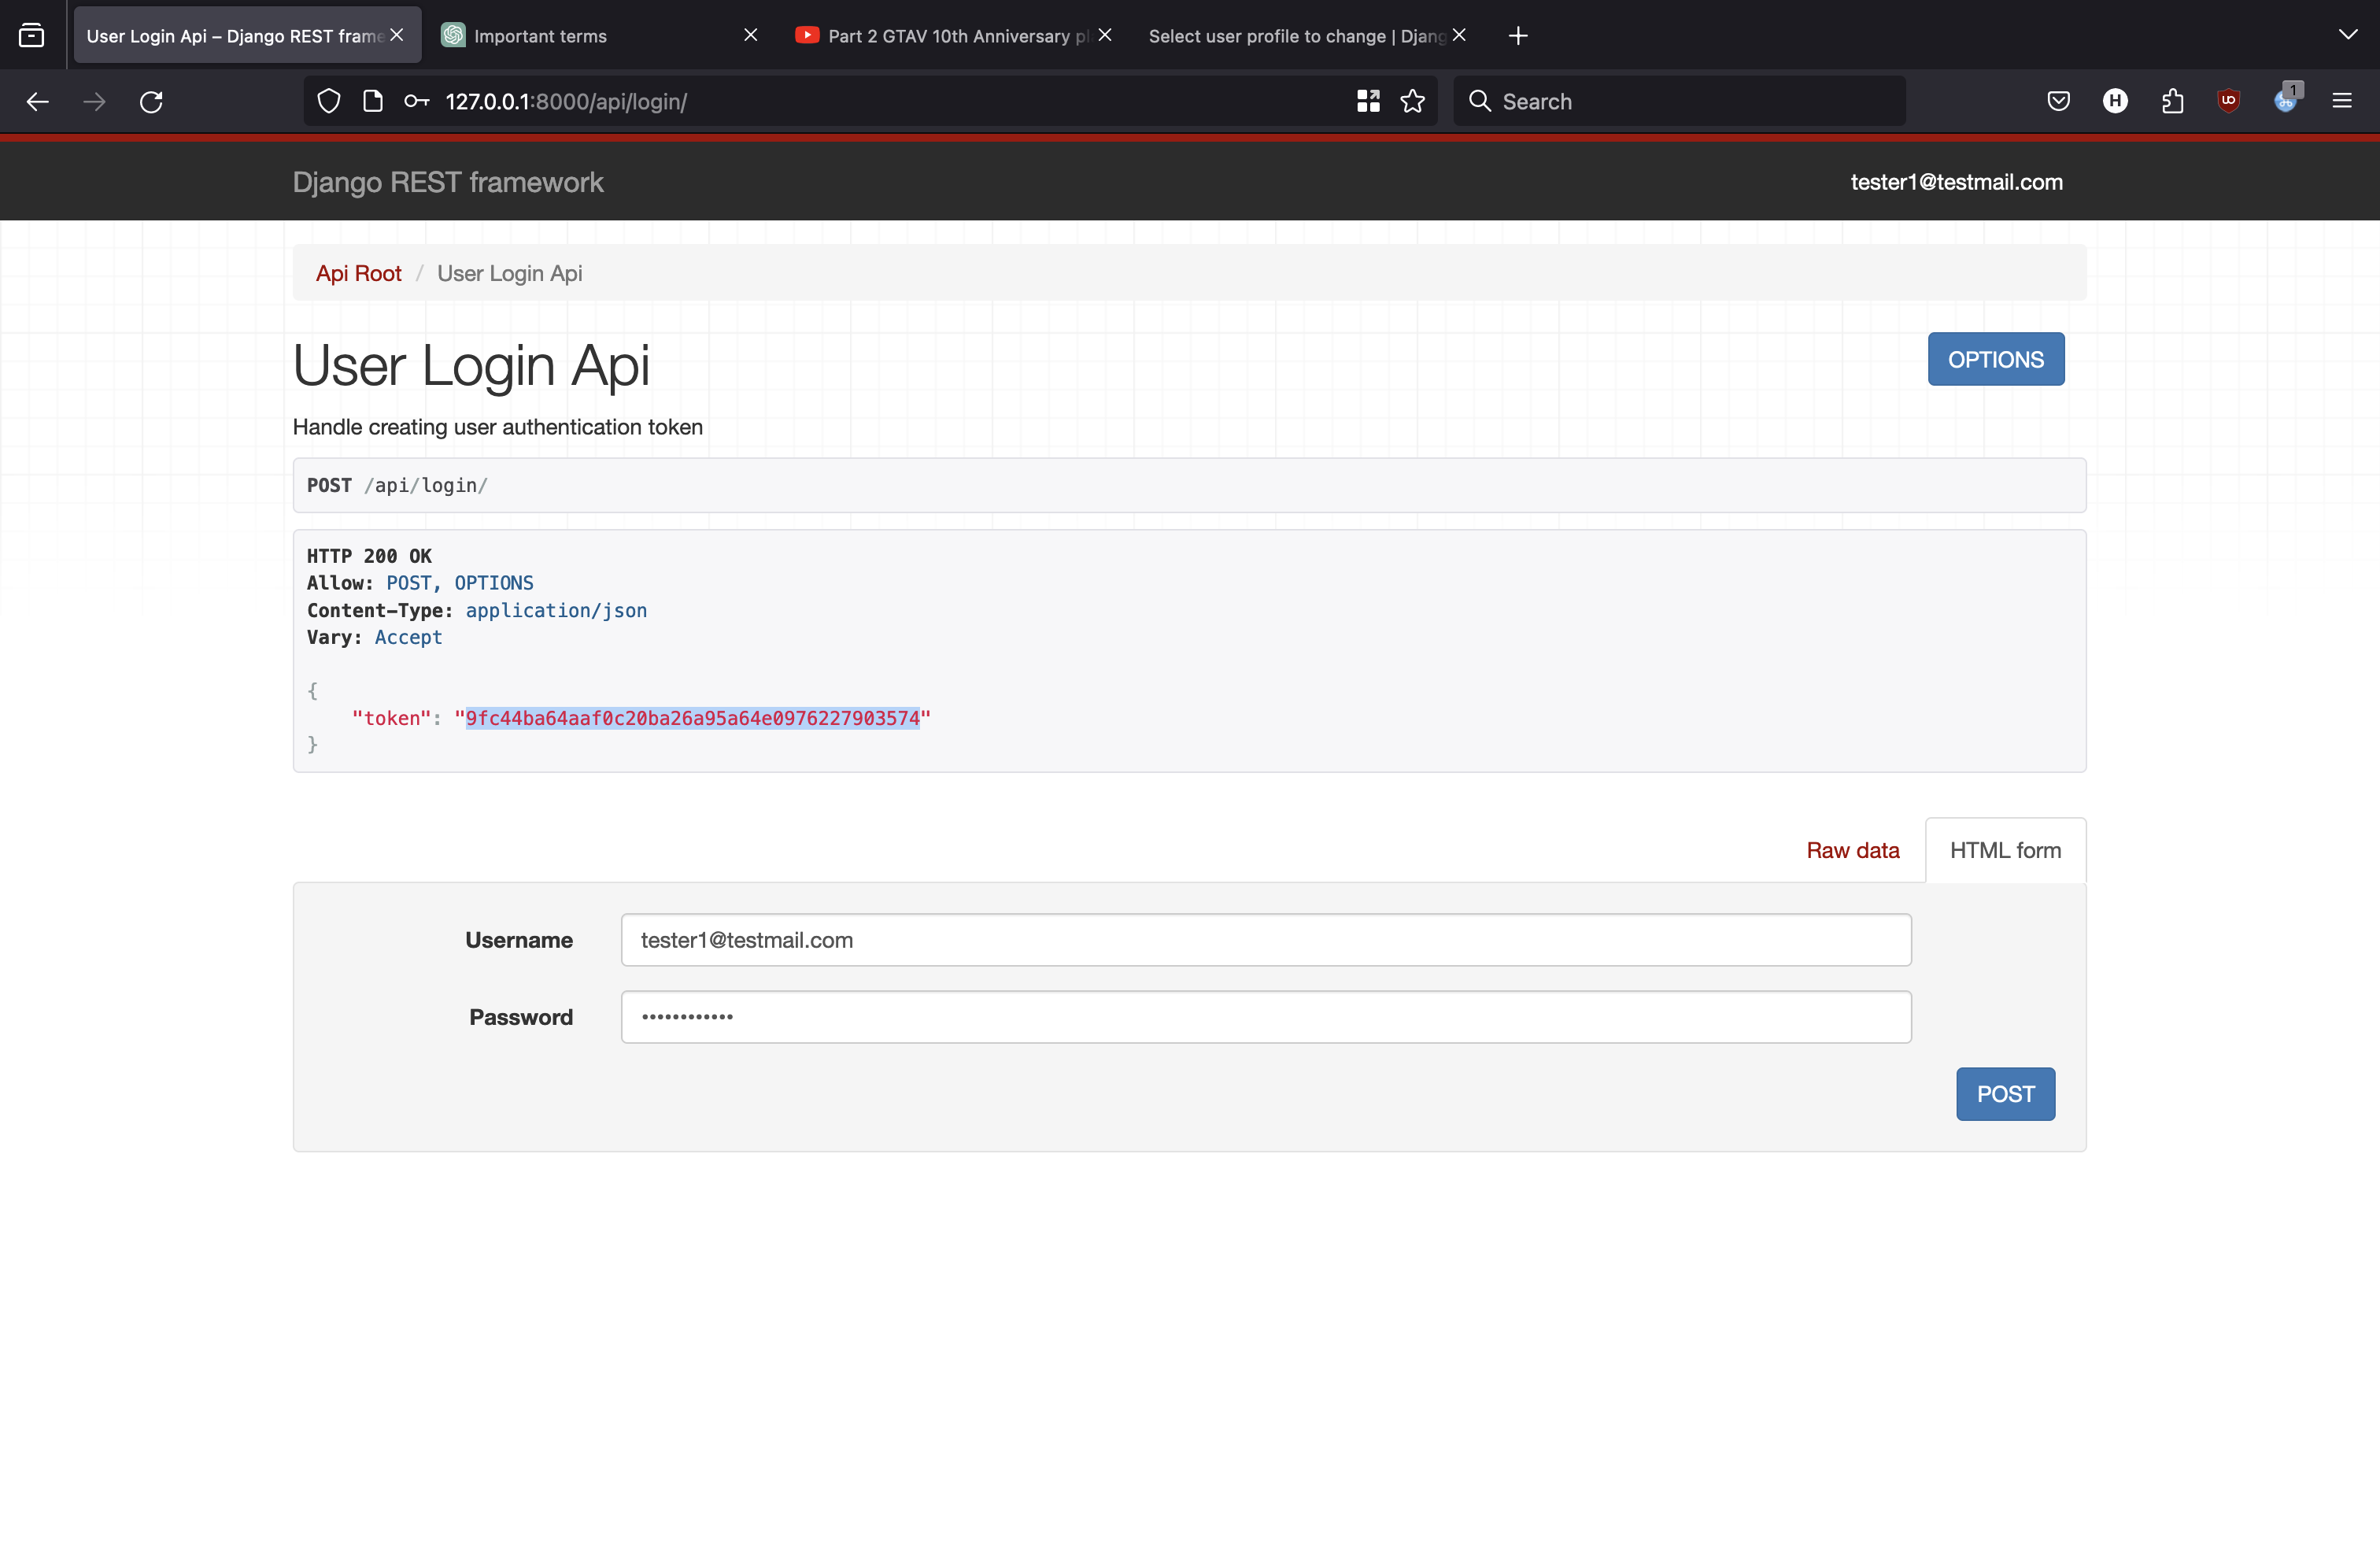 User Login Api – Django REST frame
Important terms
Part 2 GTAV 10th Anniversary pl
Select user profile to change | Djang
127.0.0.1:8000/api/login/
Search
H
UO
1
Django REST framework
tester1@testmail.com
Api Root / User Login Api
User Login Api
OPTIONS
Handle creating user authentication token
POST /api/login/
HTTP 200 OK
Allow: POST, OPTIONS
Content-Type: application/json
Vary: Accept
{
"token": "9fc44ba64aaf0c20ba26a95a64e0976227903574"
}
Raw data
HTML form
Username
tester1@testmail.com
Password
••••••••••••
POST